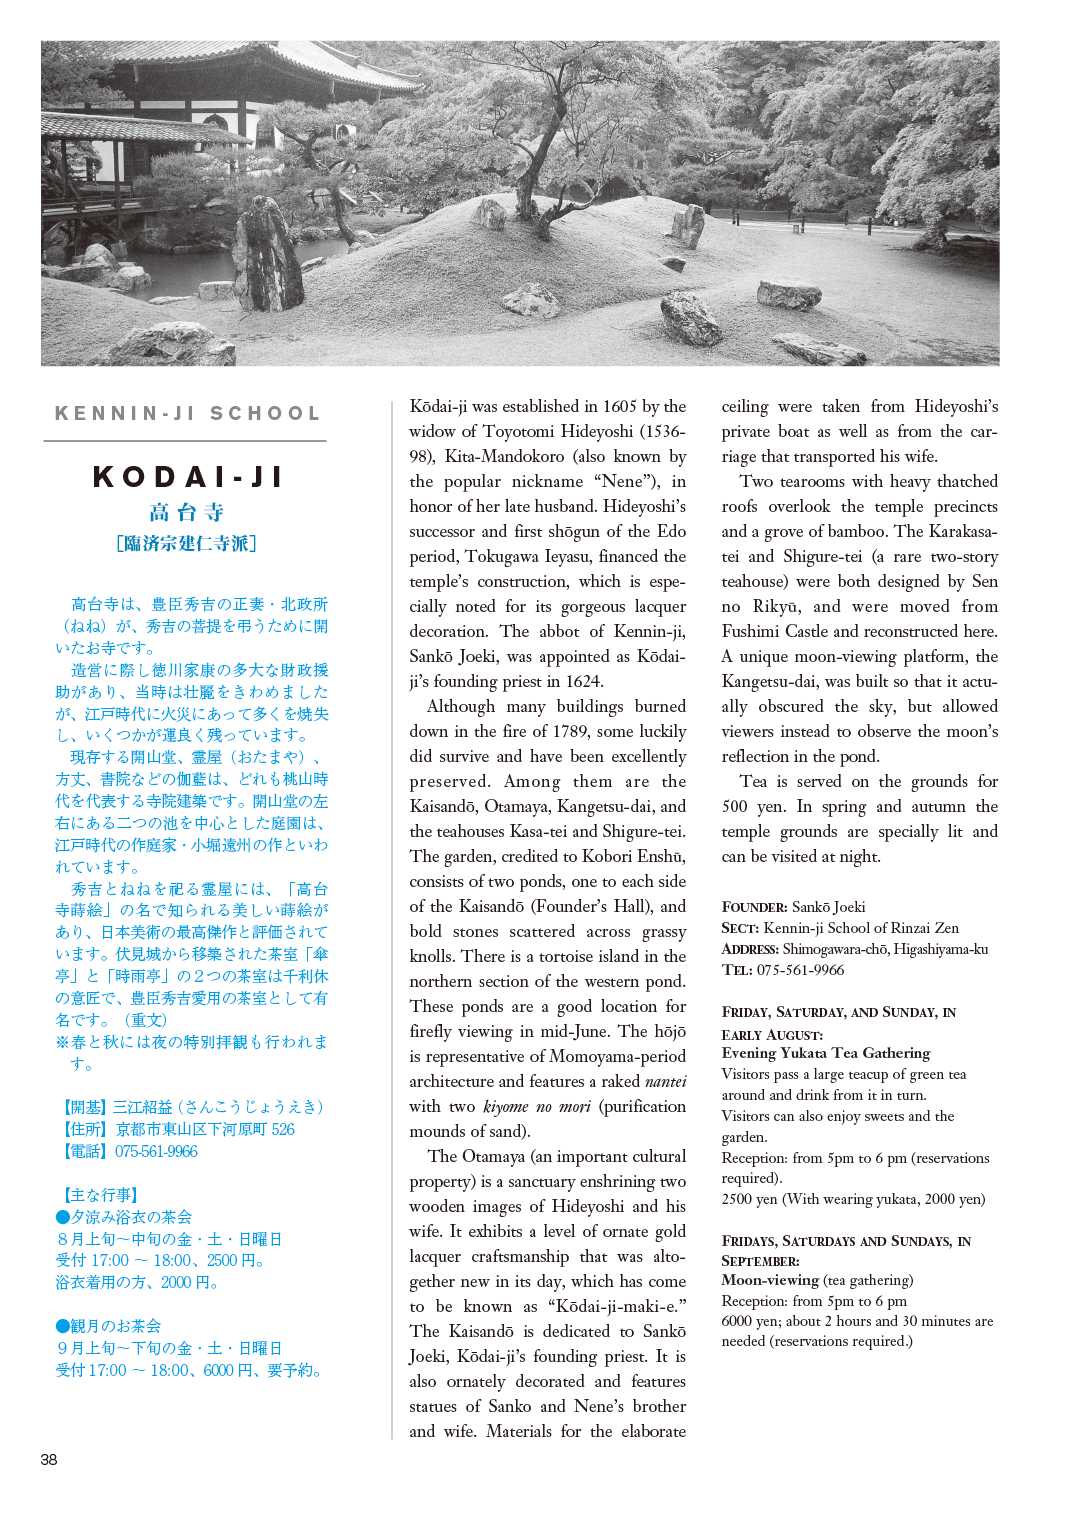 KENNIN-JI SCHOOL
KODAI-JI
高台寺
［臨済宗建仁寺派］
高台寺は、豊臣秀吉の正妻・北政所
（ねね）が、秀吉の菩提を弔うために開
いたお寺です。
造営に際し徳川家康の多大な財政援
助があり、当時は壮麗をきわめました
が、江戸時代に火災にあって多くを焼失
し、いくつかが運良く残っています。
現存する開山堂、霊屋（おたまや）、
方丈、書院などの伽藍は、どれも桃山時
代を代表する寺院建築です。開山堂の左
右にある二つの池を中心とした庭園は、
江戸時代の作庭家・小堀遠州の作といわ
れています。
秀吉とねねを祀る霊屋には、「高台
寺蒔絵」の名で知られる美しい蒔絵が
あり、日本美術の最高傑作と評価されて
います。伏見城から移築された茶室「傘
亭」と「時雨亭」の２つの茶室は千利休
の意匠で、豊臣秀吉愛用の茶室として有
名です。（重文）
※春と秋には夜の特別拝観も行われま
す。
【開基】三江紹益（さんこうじょうえき）
【住所】京都市東山区下河原町 526
【電話】075-561-9966
【主な行事】
●夕涼み浴衣の茶会
８月上旬〜中旬の金・土・日曜日
受付 17:00 〜 18:00、2500 円。
浴衣着用の方、2000 円。
●観月のお茶会
９月上旬〜下旬の金・土・日曜日
受付 17:00 〜 18:00、6000 円、要予約。
Kōdai-ji was established in 1605 by the
widow of Toyotomi Hideyoshi (1536-
98), Kita-Mandokoro (also known by
the popular nickname “Nene”), in
honor of her late husband. Hideyoshi’s
successor and first shōgun of the Edo
period, Tokugawa Ieyasu, financed the
temple’s construction, which is espe-
cially noted for its gorgeous lacquer
decoration. The abbot of Kennin-ji,
Sankō Joeki, was appointed as Kōdai-
ji’s founding priest in 1624.
Although many buildings burned
down in the fire of 1789, some luckily
did survive and have been excellently
preserved. Among them are the
Kaisandō, Otamaya, Kangetsu-dai, and
the teahouses Kasa-tei and Shigure-tei.
The garden, credited to Kobori Enshū,
consists of two ponds, one to each side
of the Kaisandō (Founder’s Hall), and
bold stones scattered across grassy
knolls. There is a tortoise island in the
northern section of the western pond.
These ponds are a good location for
firefly viewing in mid-June. The hōjō
is representative of Momoyama-period
architecture and features a raked nantei
with two kiyome no mori (purification
mounds of sand).
The Otamaya (an important cultural
property) is a sanctuary enshrining two
wooden images of Hideyoshi and his
wife. It exhibits a level of ornate gold
lacquer craftsmanship that was alto-
gether new in its day, which has come
to be known as “Kōdai-ji-maki-e.”
The Kaisandō is dedicated to Sankō
Joeki, Kōdai-ji’s founding priest. It is
also ornately decorated and features
statues of Sanko and Nene’s brother
and wife. Materials for the elaborate
ceiling were taken from Hideyoshi’s
private boat as well as from the car-
riage that transported his wife.
Two tearooms with heavy thatched
roofs overlook the temple precincts
and a grove of bamboo. The Karakasa-
tei and Shigure-tei (a rare two-story
teahouse) were both designed by Sen
no Rikyū, and were moved from
Fushimi Castle and reconstructed here.
A unique moon-viewing platform, the
Kangetsu-dai, was built so that it actu-
ally obscured the sky, but allowed
viewers instead to observe the moon’s
reflection in the pond.
Tea is served on the grounds for
500 yen. In spring and autumn the
temple grounds are specially lit and
can be visited at night.
FOUNDER: Sankō Joeki
SECT: Kennin-ji School of Rinzai Zen
ADDRESS: Shimogawara-chō, Higashiyama-ku
TEL: 075-561-9966
FRIDAY, SATURDAY, AND SUNDAY, IN
EARLY AUGUST:
Evening Yukata Tea Gathering
Visitors pass a large teacup of green tea
around and drink from it in turn.
Visitors can also enjoy sweets and the
garden.
Reception: from 5pm to 6 pm (reservations
required).
2500 yen (With wearing yukata, 2000 yen)
FRIDAYS, SATURDAYS AND SUNDAYS, IN
SEPTEMBER:
Moon-viewing (tea gathering)
Reception: from 5pm to 6 pm
6000 yen; about 2 hours and 30 minutes are
needed (reservations required.)
38